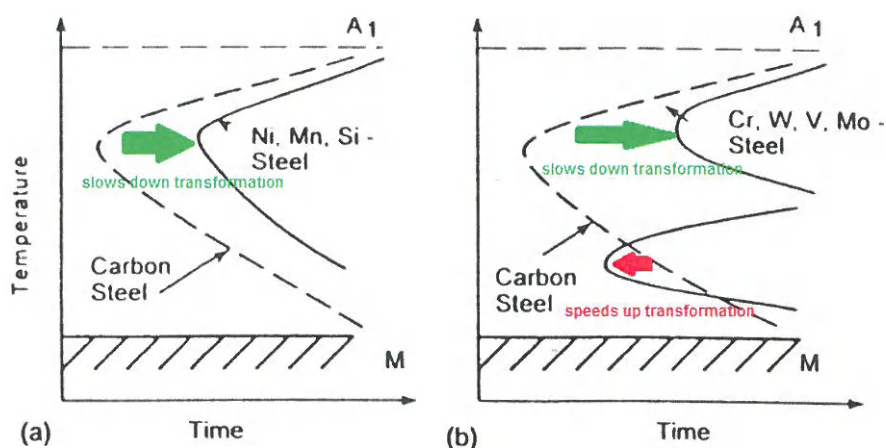 A1
Ni, Mn, Si -
Steel
slows down transformation
Carbon
Steel
M
Temperature
Time
(a)
A1
Cr, W, V, Mo -
Steel
slows down transformation
Carbon
Steel
speeds up transformation
M
Time
(b)